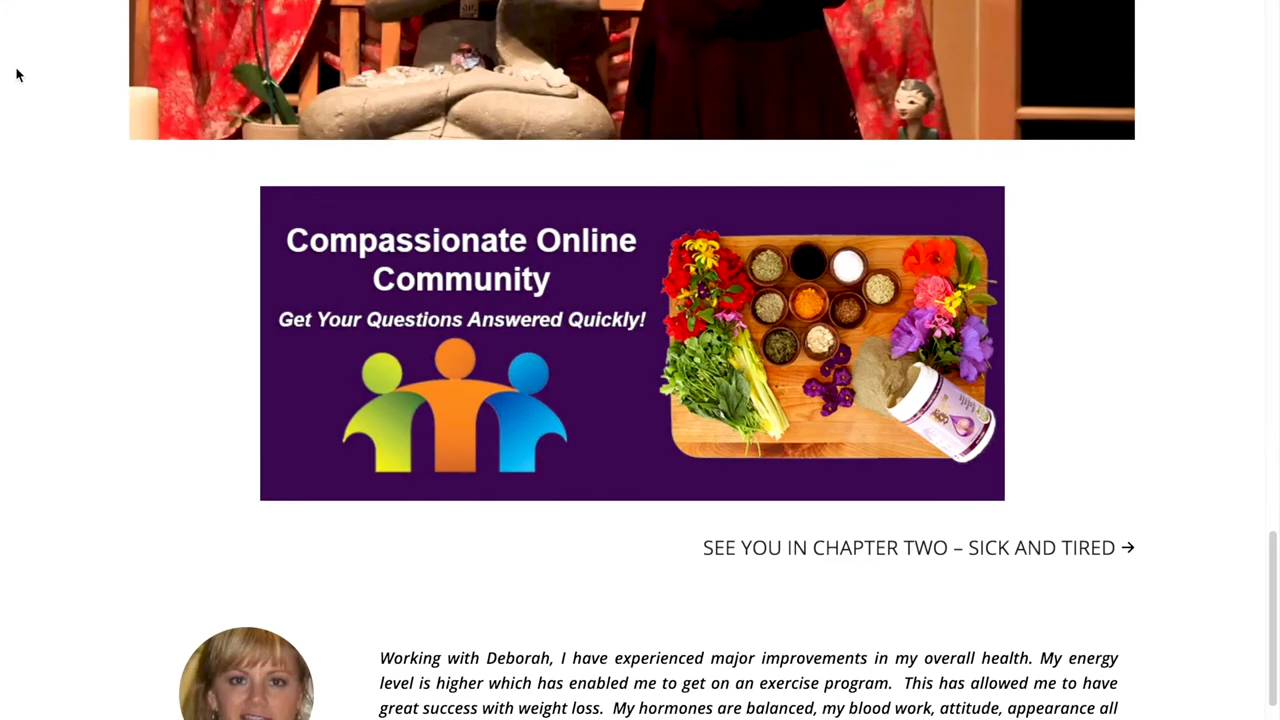 Compassionate Online
Community
Get Your Questions Answered Quickly!
SEE YOU IN CHAPTER TWO – SICK AND TIRED →
Working with Deborah, I have experienced major improvements in my overall health. My energy
level is higher which has enabled me to get on an exercise program. This has allowed me to have
great success with weight loss. My hormones are balanced, my blood work, attitude, appearance all